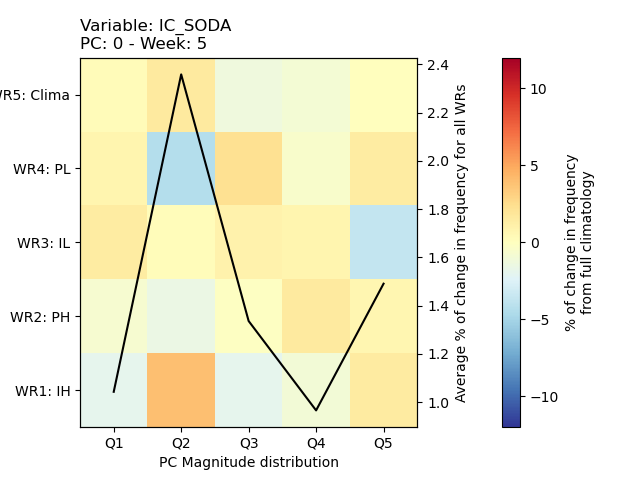 Variable: IC_SODA
PC: 0 - Week: 5
WR5: Clima
WR4: PL
WR3: IL
WR2: PH
WR1: IH
Q1 Q2 Q3 Q4 Q5
PC Magnitude distribution
2.4
2.2
2.0
1.8
1.6
1.4
1.2
1.0
Average % of change in frequency for all WRs
10
5
0
−5
−10
% of change in frequency
from full climatology